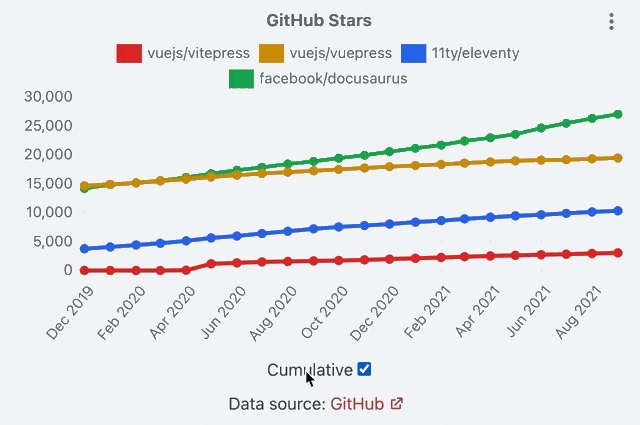 GitHub Stars
vuejs/vitepress vuejs/vuepress 11ty/eleventy
facebook/docusaurus
30,000
25,000
20,000
15,000
10,000
5,000
0
Dec 2019 Feb 2020 Apr 2020 Jun 2020 Aug 2020 Oct 2020 Dec 2020 Feb 2021 Apr 2021 Jun 2021 Aug 2021
Cumulative
Data source: GitHub